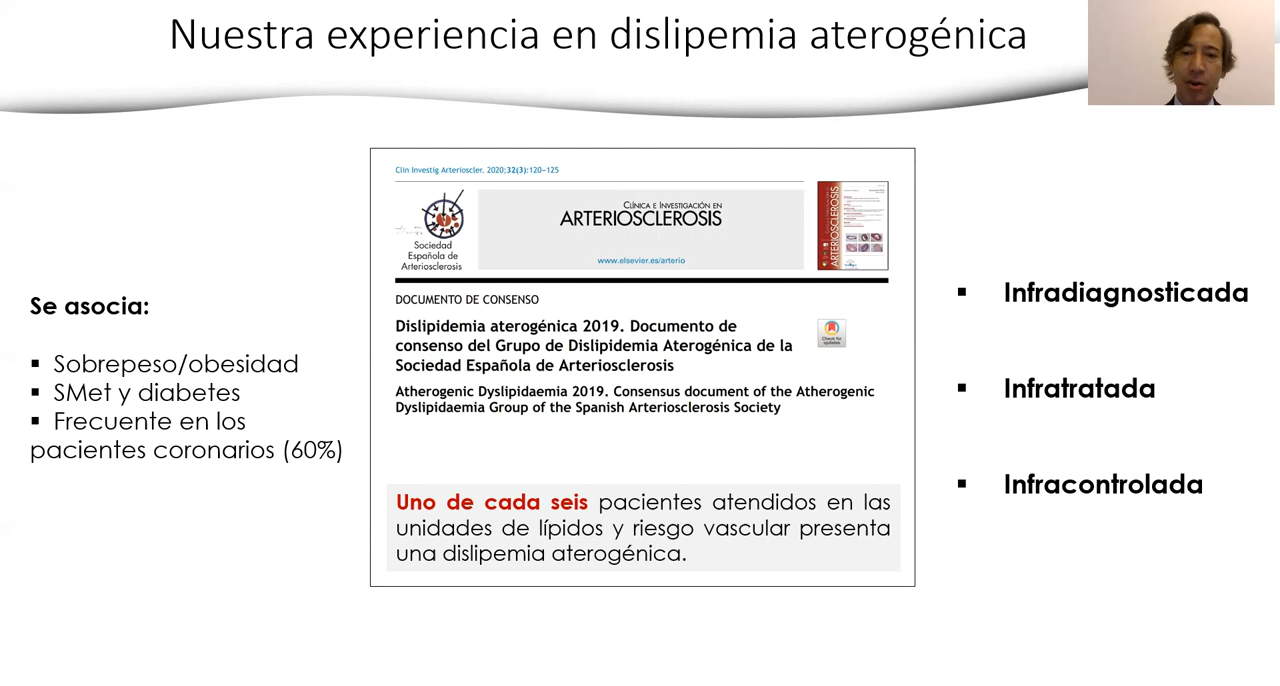 Nuestra experiencia en dislipemia aterogénica
Se asocia:
▪ Sobrepeso/obesidad
▪ SMet y diabetes
▪ Frecuente en los
pacientes coronarios (60%)
Clin Investig Arterioscler. 2020;32(3):120-125
Sociedad
Española de
Arteriosclerosis
CLÍNICA E INVESTIGACIÓN EN
ARTERIOSCLEROSIS
www.elsevier.es/arterio
ARTERIOSCLEROSIS
DOCUMENTO DE CONSENSO
Dislipidemia aterogénica 2019. Documento de
consenso del Grupo de Dislipidemia Aterogénica de la
Sociedad Española de Arteriosclerosis
Check for
updates
Atherogenic Dyslipidaemia 2019. Consensus document of the Atherogenic
Dyslipidaemia Group of the Spanish Arteriosclerosis Society
Uno de cada seis pacientes atendidos en las
unidades de lípidos y riesgo vascular presenta
una dislipemia aterogénica.
▪ Infradiagnosticada
▪ Infratratada
▪ Infracontrolada